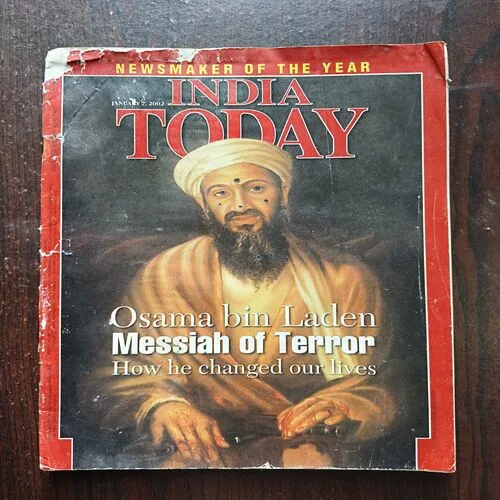 NEWSMAKER OF THE YEAR
INDIA
JANUARY 7, 2002
TODAY
Osama bin Laden
Messiah of Terror
How he changed our lives